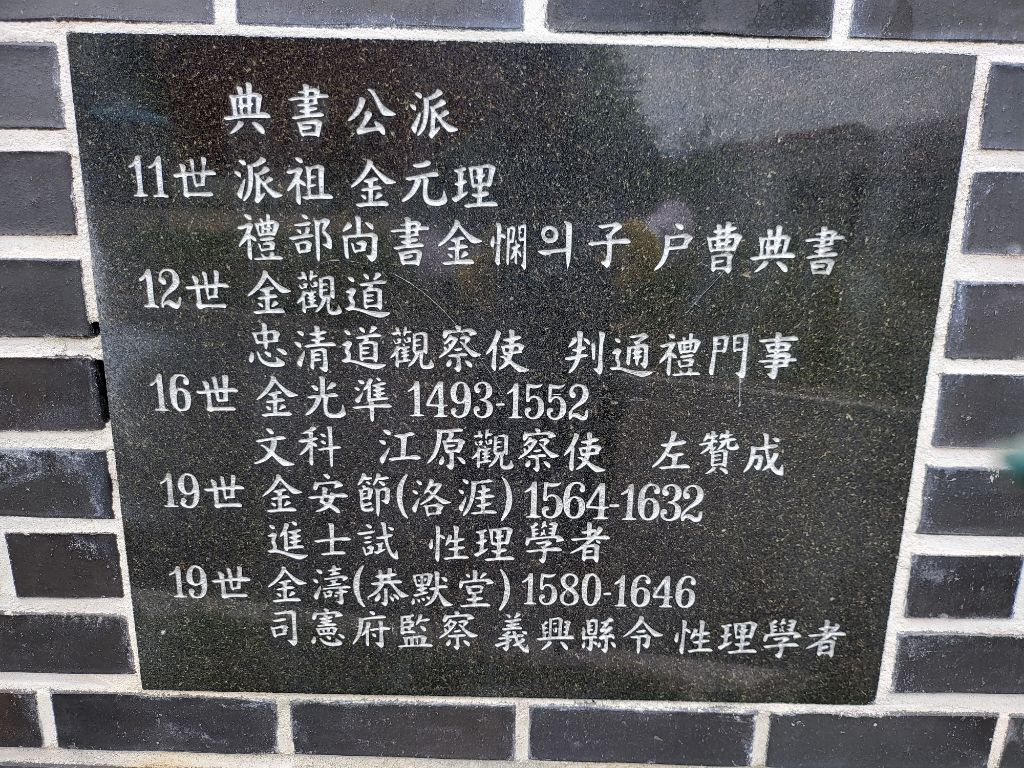 典書公派
11世 派祖 金元理
禮部尚書金憪의子 户曹典書
12世 金觀道
忠清道觀察使 判通禮門事
16世 金光準 1493-1552
文科 江原觀察使 左贊成
19世 金安節(洛涯) 1564-1632
進士試 性理學者
19世 金濤(恭默堂) 1580-1646
司憲府監察 義興縣令 性理學者